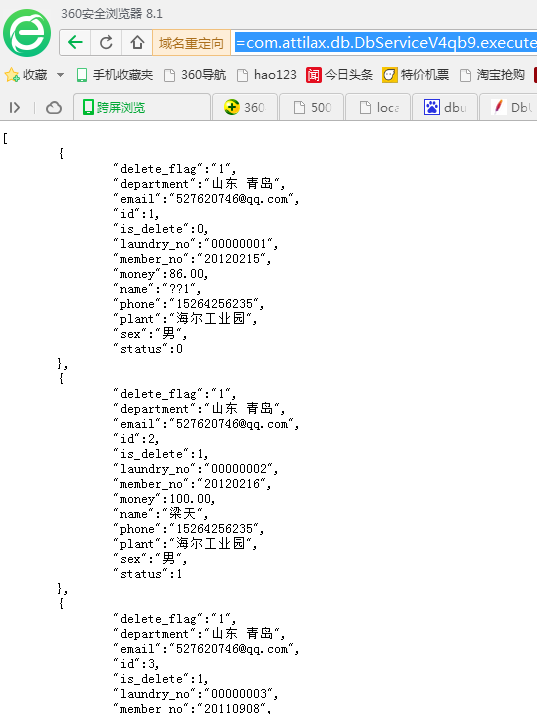 360安全浏览器 8.1
域名重定向 =com.attilax.db.DbServiceV4qb9.execute
收藏 手机收藏夹 360导航 hao123 今日头条 特价机票 淘宝抢购
跨屏浏览 360 500 loca dbu DbU
[
{
"delete_flag":"1",
"department":"山东 青岛",
"email":"527620746@qq.com",
"id":1,
"is_delete":0,
"laundry_no":"00000001",
"member_no":"20120215",
"money":86.00,
"name":"??1",
"phone":"15264256235",
"plant":"海尔工业园",
"sex":"男",
"status":0
},
{
"delete_flag":"1",
"department":"山东 青岛",
"email":"527620746@qq.com",
"id":2,
"is_delete":1,
"laundry_no":"00000002",
"member_no":"20120216",
"money":100.00,
"name":"梁天",
"phone":"15264256235",
"plant":"海尔工业园",
"sex":"男",
"status":1
},
{
"delete_flag":"1",
"department":"山东 青岛",
"email":"527620746@qq.com",
"id":3,
"is_delete":1,
"laundry_no":"00000003",
"member_no":"20110908",